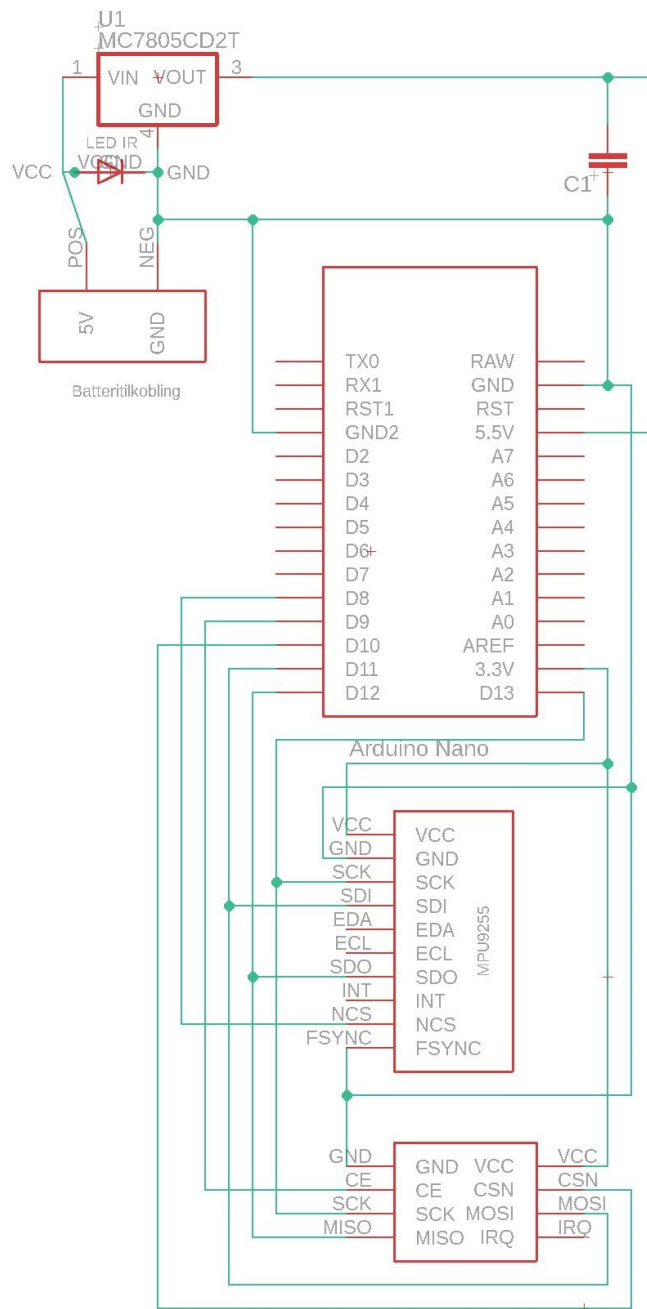 U1
MC7805CD2T
1
VIN
VOUT
3
GND
4
LED IR
VCC
VCC
GND
GND
C1
POS
NEG
5V
GND
Batteritilkobling
TX0
RX1
RST1
GND2
D2
D3
D4
D5
D6
D7
D8
D9
D10
D11
D12
RAW
GND
RST
5.5V
A7
A6
A5
A4
A3
A2
A1
A0
AREF
3.3V
D13
Arduino Nano
VCC
GND
SCK
SDI
EDA
ECL
SDO
INT
NCS
FSYNC
VCC
GND
SCK
SDI
EDA
ECL
SDO
INT
NCS
FSYNC
MPU9255
GND
CE
SCK
MISO
GND
CE
SCK
MISO
VCC
CSN
MOSI
IRQ
VCC
CSN
MOSI
IRQ